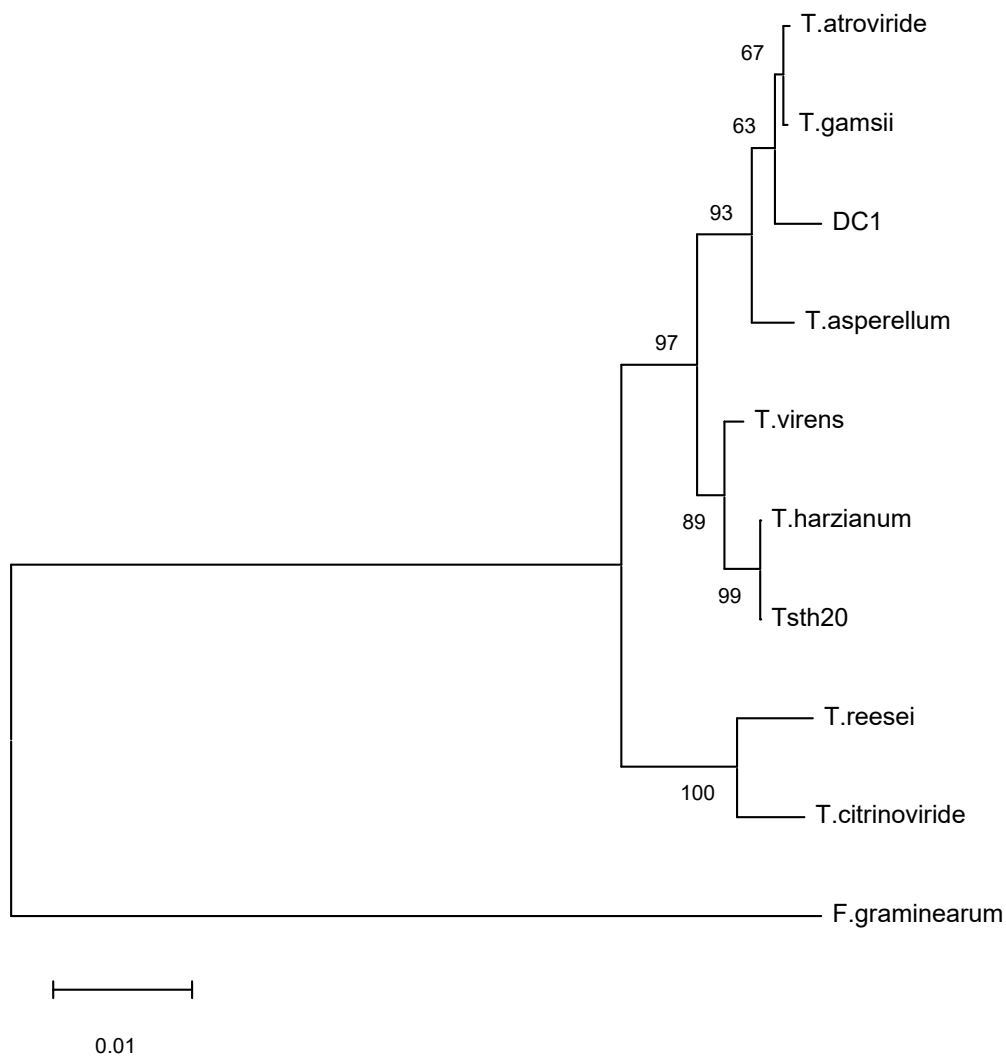 T.atroviride
67
T.gamsii
63
93
DC1
T.asperellum
97
T.virens
T.harzianum
89
99
Tsth20
T.reesei
100
T.citrinoviride
F.graminearum
0.01